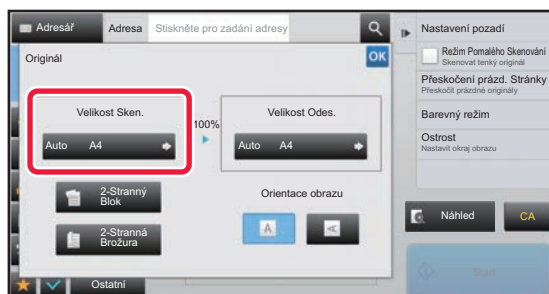 Adresář
Adresa
Stiskněte pro zadání adresy
Originál
OK
Velikost Sken.
Auto A4
100%
Velikost Odes.
Auto A4
2-Stranný
Blok
2-Stranná
Brožura
Orientace obrazu
A
A
Ostatní
Nastavení pozadí
Režim Pomalého Skenování
Skenovat tenký originál
Přeskočení prázd. Stránky
Přeskočit prázdné originály
Barevný režim
Ostrost
Nastavit okraj obrazu
Náhled
CA
Start